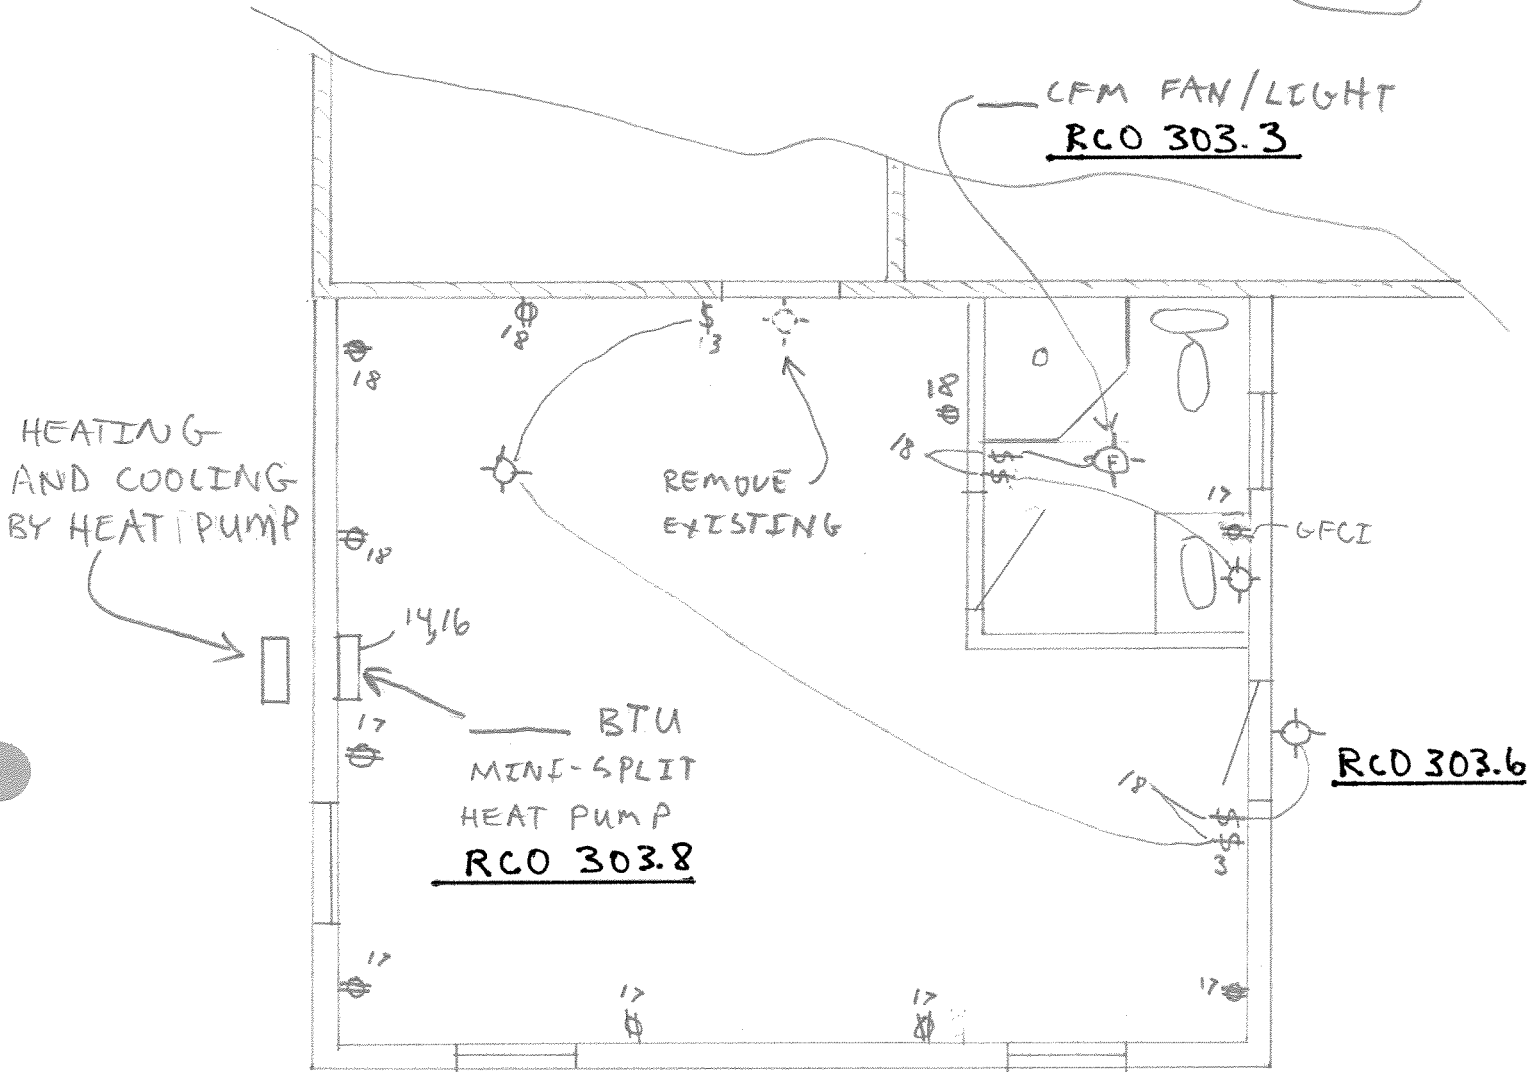 CFM FAN/LIGHT
RCO 303.3
18
$
3
18
18
HEATING
AND COOLING
BY HEAT PUMP
18
$
$
F
REMOVE
EXISTING
17
GFCI
18
14,16
17
BTU
MINI-SPLIT
HEAT PUMP
RCO 303.8
RCO 303.6
18
$
$
3
17
17
17
17